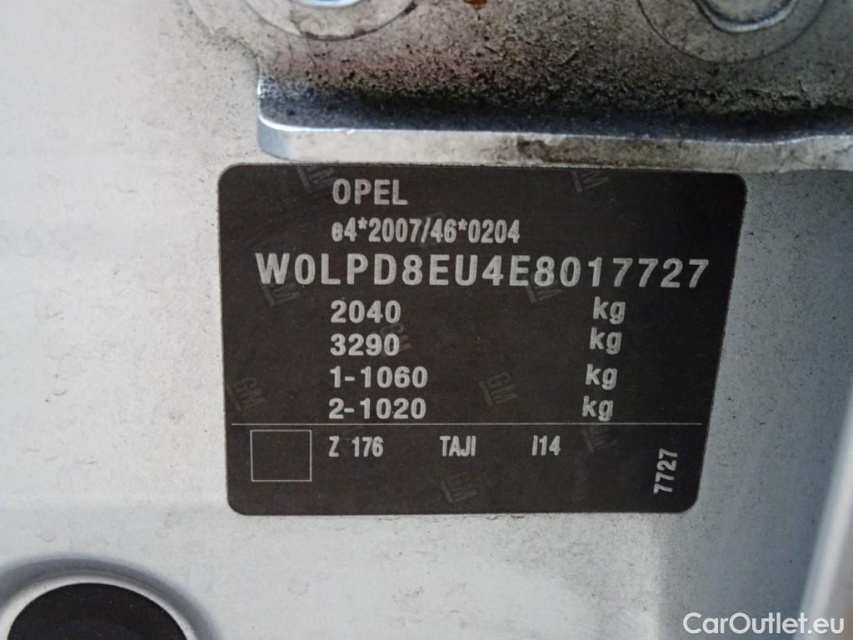 OPEL
e4*2007/46*0204
W0LPD8EU4E8017727
2040 kg
3290 kg
1-1060 kg
2-1020 kg
Z 176 TAJI I14
7727
CarOutlet.eu